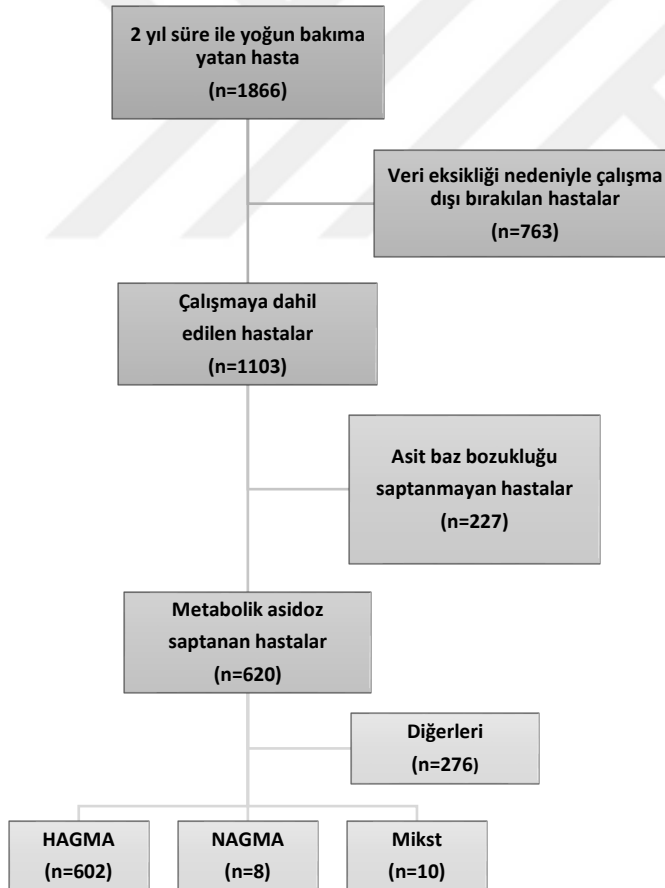 2 yıl süre ile yoğun bakıma
yatan hasta
(n=1866)
Veri eksikliği nedeniyle çalışma
dışı bırakılan hastalar
(n=763)
Çalışmaya dahil
edilen hastalar
(n=1103)
Asit baz bozukluğu
saptanmayan hastalar
(n=227)
Metabolik asidoz
saptanan hastalar
(n=620)
Diğerleri
(n=276)
HAGMA
(n=602)
NAGMA
(n=8)
Mikst
(n=10)